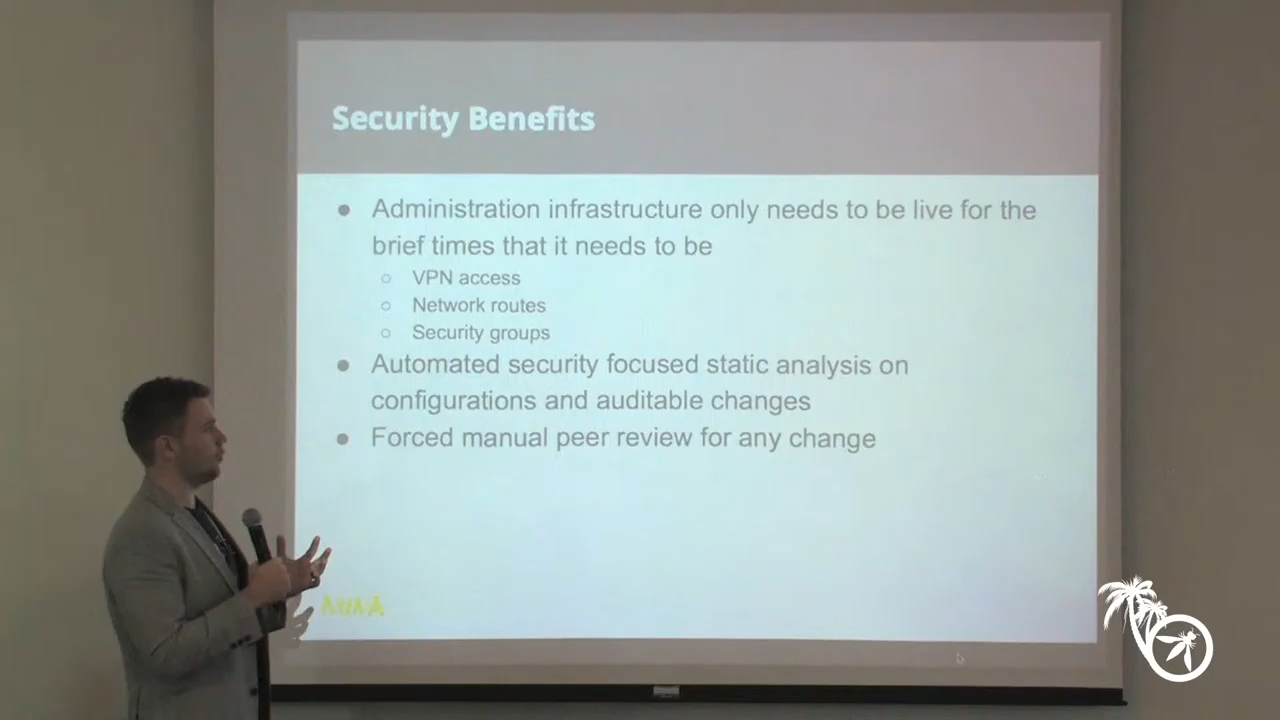 Security Benefits
● Administration infrastructure only needs to be live for the
brief times that it needs to be
○ VPN access
○ Network routes
○ Security groups
● Automated security focused static analysis on
configurations and auditable changes
● Forced manual peer review for any change